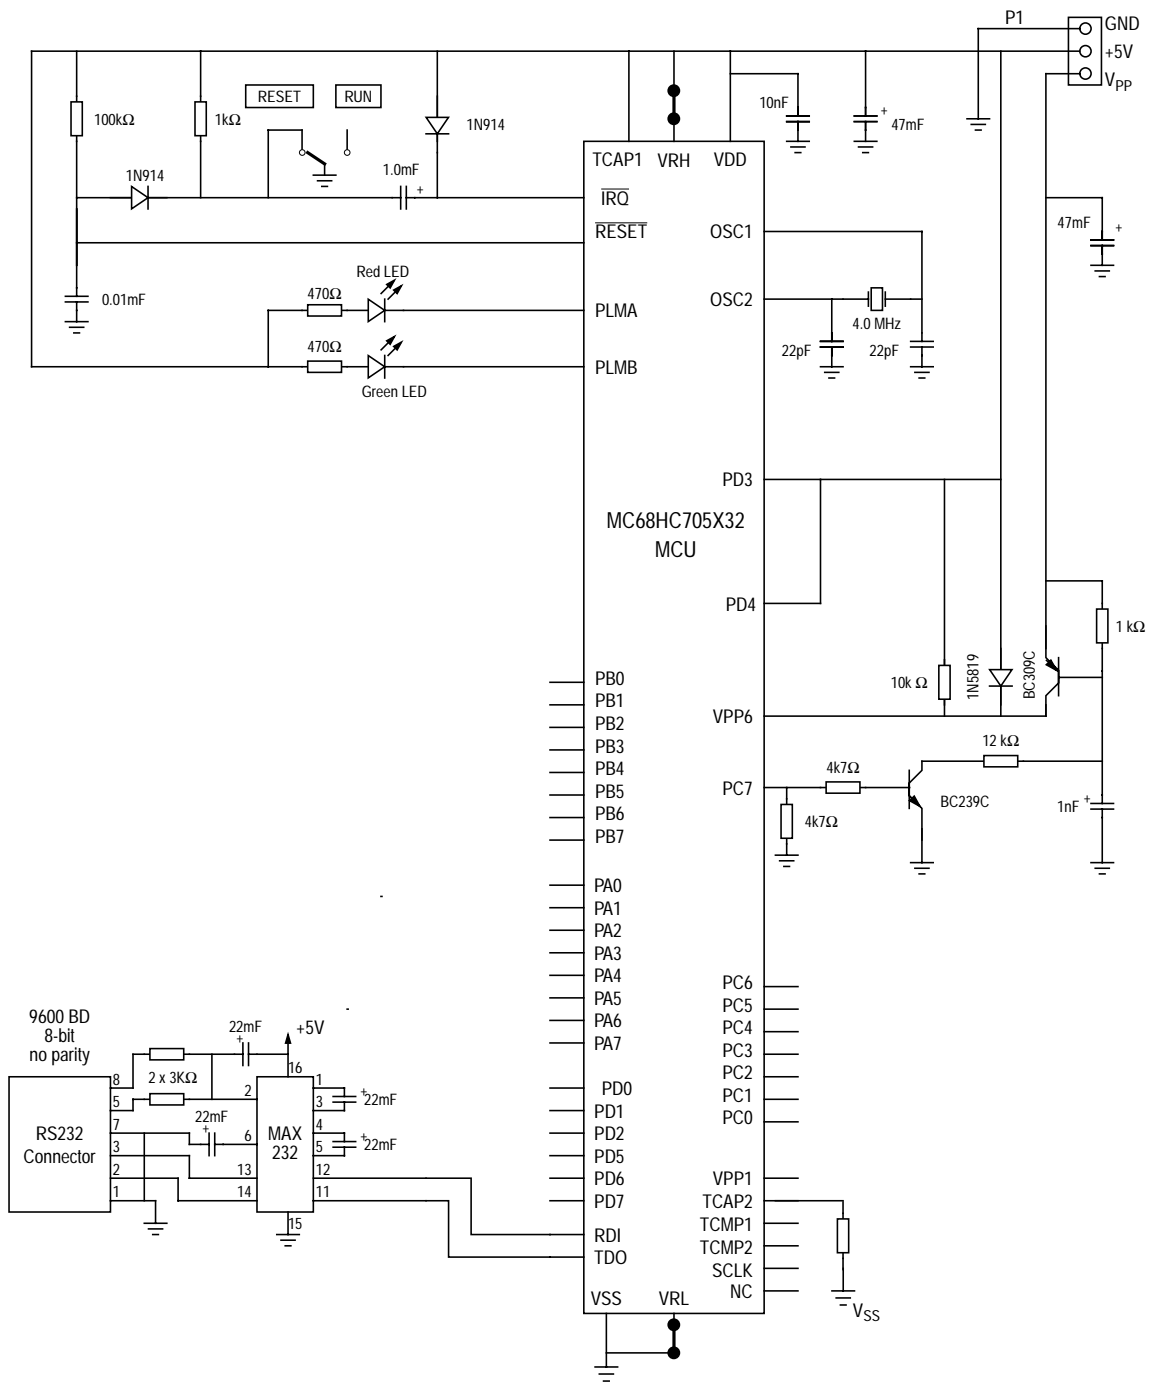 P1
GND
+5V
VPP
100kΩ
1kΩ
RESET
RUN
1N914
10nF
+
47mF
1N914
1.0mF
+
TCAP1
VRH
VDD
IRQ
RESET
OSC1
47mF
+
0.01mF
Red LED
470Ω
PLMA
OSC2
4.0 MHz
22pF
22pF
470Ω
PLMB
Green LED
PD3
MC68HC705X32
MCU
PD4
1 kΩ
10k Ω
1N5819
BC309C
PB0
PB1
PB2
PB3
PB4
PB5
PB6
PB7
VPP6
12 kΩ
PC7
4k7Ω
4k7Ω
BC239C
1nF
+
PA0
PA1
PA2
PA3
PA4
PA5
PA6
PA7
PC6
PC5
PC4
PC3
PC2
PC1
PC0
9600 BD
8-bit
no parity
22mF
+
+5V
16
8
2 x 3KΩ
5
2
1
3
+
22mF
7
22mF
+
6
4
5
+
22mF
RS232
Connector
MAX
232
3
13
12
2
14
11
1
15
PD0
PD1
PD2
PD5
PD6
PD7
RDI
TDO
VPP1
TCAP2
TCMP1
TCMP2
SCLK
NC
VSS
VSS
VRL